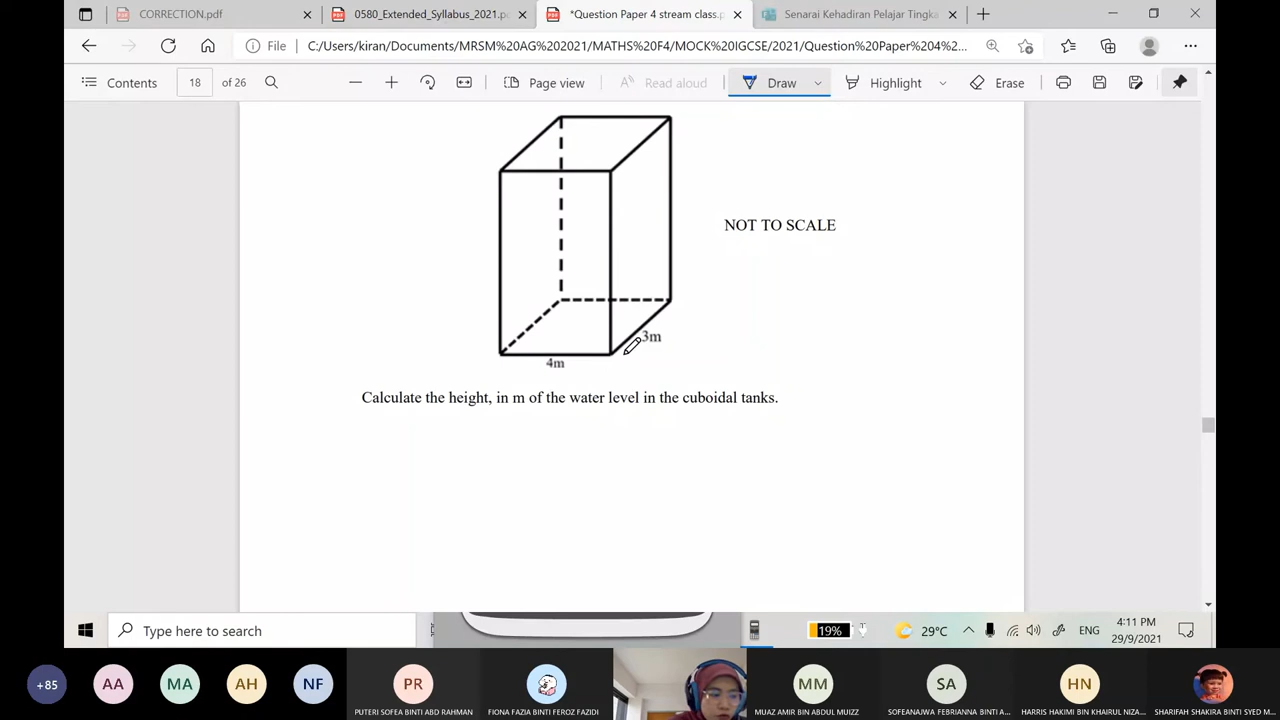 CORRECTION.pdf
0580_Extended_Syllabus_2021.p
*Question Paper 4 stream class.p
Senarai Kehadiran Pelajar Tingka
File
C:/Users/kiran/Documents/MRSM%20AG%202021/MATHS%20F4/MOCK%20IGCSE/2021/Question%20Paper%204%2...
Contents
18
of 26
Page view
Read aloud
Draw
Highlight
Erase
NOT TO SCALE
3m
4m
Calculate the height, in m of the water level in the cuboidal tanks.
Type here to search
19%
29°C
ENG
4:11 PM
29/9/2021
+85
AA
MA
AH
NF
PR
PUTERI SOFEA BINTI ABD RAHMAN
FIONA FAZIA BINTI FEROZ FAZIDI
MM
MUAZ AMIR BIN ABDUL MUIZZ
SA
SOFEANAJWA FEBRIANNA BINTI A...
HN
HARRIS HAKIMI BIN KHAIRUL NIZA...
SHARIFAH SHAKIRA BINTI SYED M...